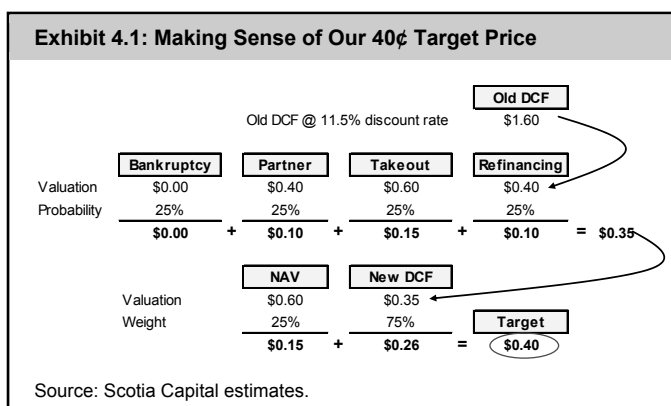 Exhibit 4.1: Making Sense of Our 40¢ Target Price
Old DCF
Old DCF @ 11.5% discount rate $1.60
Bankruptcy Partner Takeout Refinancing
Valuation $0.00 $0.40 $0.60 $0.40
Probability 25% 25% 25% 25%
$0.00 + $0.10 + $0.15 + $0.10 = $0.35
NAV New DCF
Valuation $0.60 $0.35
Weight 25% 75% Target
$0.15 + $0.26 = $0.40
Source: Scotia Capital estimates.